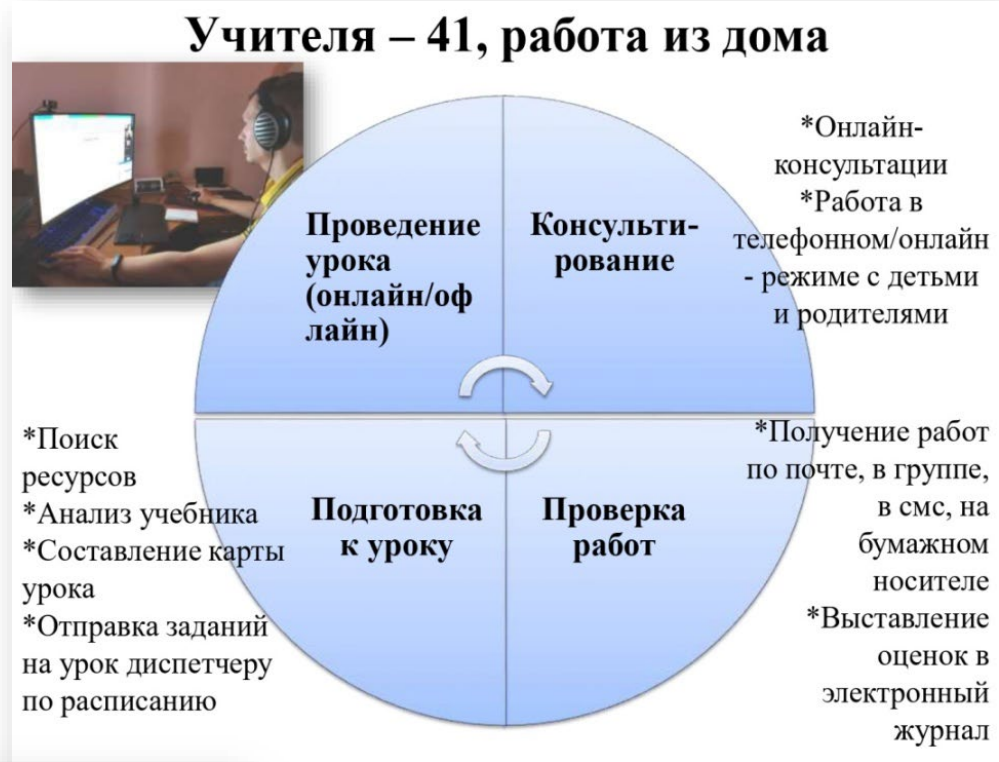 Учителя – 41, работа из дома
Проведение
урока
(онлайн/оф
лайн)
Консульти-
рование
*Онлайн-
консультации
*Работа в
телефонном/онлайн
- режиме с детьми
и родителями
*Поиск
ресурсов
*Анализ учебника
*Составление карты
урока
*Отправка заданий
на урок диспетчеру
по расписанию
Подготовка
к уроку
Проверка
работ
*Получение работ
по почте, в группе,
в смс, на
бумажном
носителе
*Выставление
оценок в
электронный
журнал